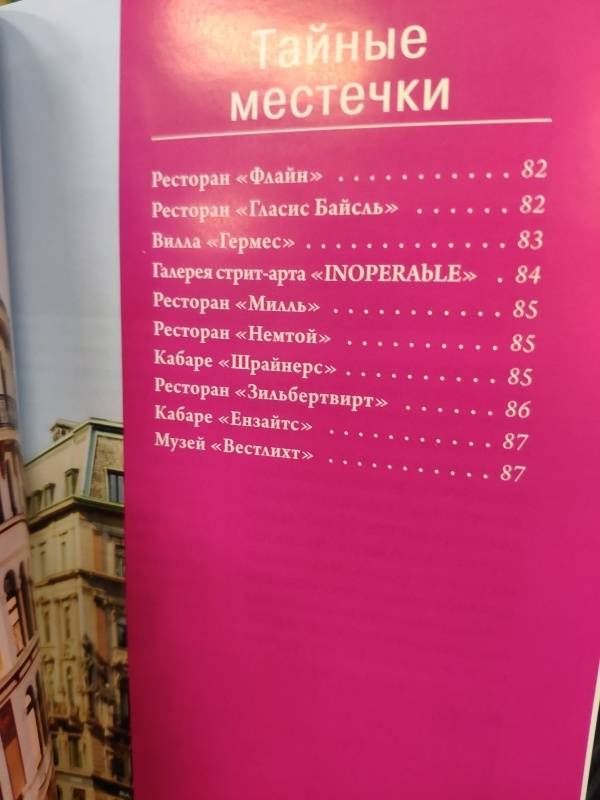 Тайные
местечки
Ресторан «Флайн» . . . . . . . . . . . 82
Ресторан «Гласис Байсль» . . . . . . 82
Вилла «Гермес» . . . . . . . . . . . . . 83
Галерея стрит-арта «INOPERAbLE» . 84
Ресторан «Милль» . . . . . . . . . . . 85
Ресторан «Немтой» . . . . . . . . . . 85
Кабаре «Шрайнерс» . . . . . . . . . . 85
Ресторан «Зильбертвирт» . . . . . . 86
Кабаре «Ензайтс» . . . . . . . . . . . 87
Музей «Вестлихт» . . . . . . . . . . . 87